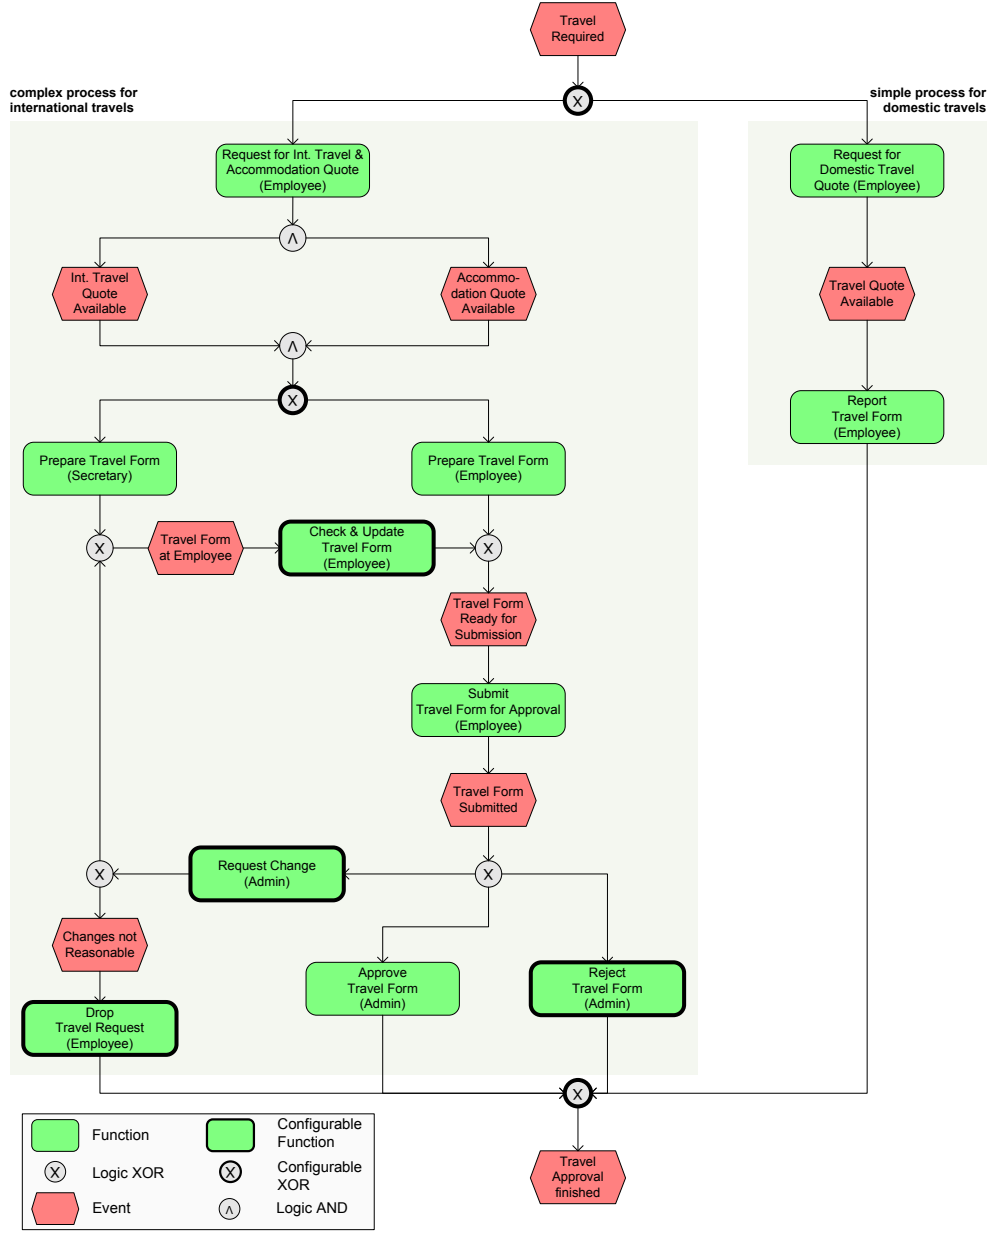 Travel
Required
complex process for
international travels
simple process for
domestic travels
X
Request for Int. Travel &
Accommodation Quote
(Employee)
Request for
Domestic Travel
Quote (Employee)
Λ
Int. Travel
Quote
Available
Accommo-
dation Quote
Available
Travel Quote
Available
Λ
X
Report
Travel Form
(Employee)
Prepare Travel Form
(Secretary)
Prepare Travel Form
(Employee)
X
Travel Form
at Employee
Check & Update
Travel Form
(Employee)
X
Travel Form
Ready for
Submission
Submit
Travel Form for Approval
(Employee)
Travel Form
Submitted
X
Request Change
(Admin)
X
Changes not
Reasonable
Approve
Travel Form
(Admin)
Reject
Travel Form
(Admin)
Drop
Travel Request
(Employee)
X
Function
Configurable
Function
X
Logic XOR
X
Configurable
XOR
Event
Λ
Logic AND
Travel
Approval
finished